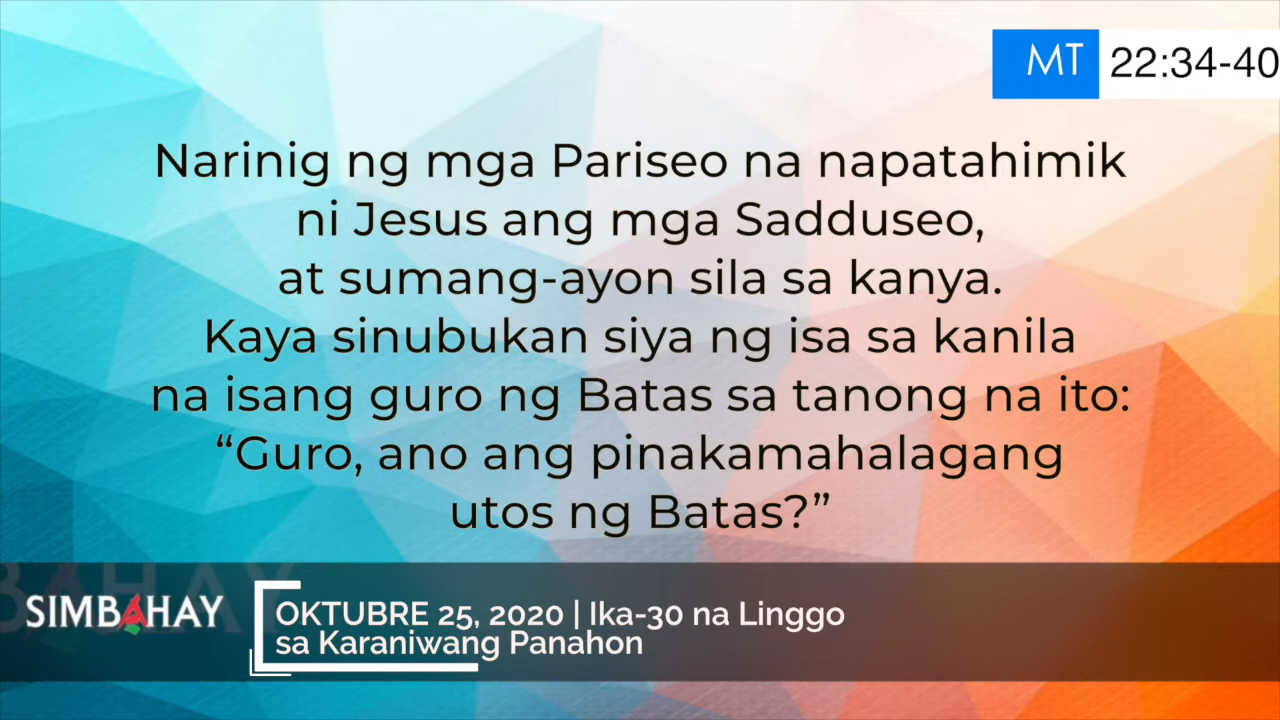 MT 22:34-40
Narinig ng mga Pariseo na napatahimik
ni Jesus ang mga Sadduseo,
at sumang-ayon sila sa kanya.
Kaya sinubukan siya ng isa sa kanila
na isang guro ng Batas sa tanong na ito:
“Guro, ano ang pinakamahalagang
utos ng Batas?”
SIMBAHAY
OKTUBRE 25, 2020 | Ika-30 na Linggo
sa Karaniwang Panahon